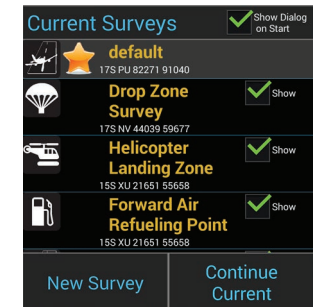 Current Surveys
Show Dialog
on Start
default
17S PU 82271 91040
Drop Zone
Survey
Show
17S NV 44039 59677
Helicopter
Landing Zone
Show
15S XU 21651 55658
Forward Air
Refueling Point
Show
15S XU 21651 55658
New Survey
Continue
Current